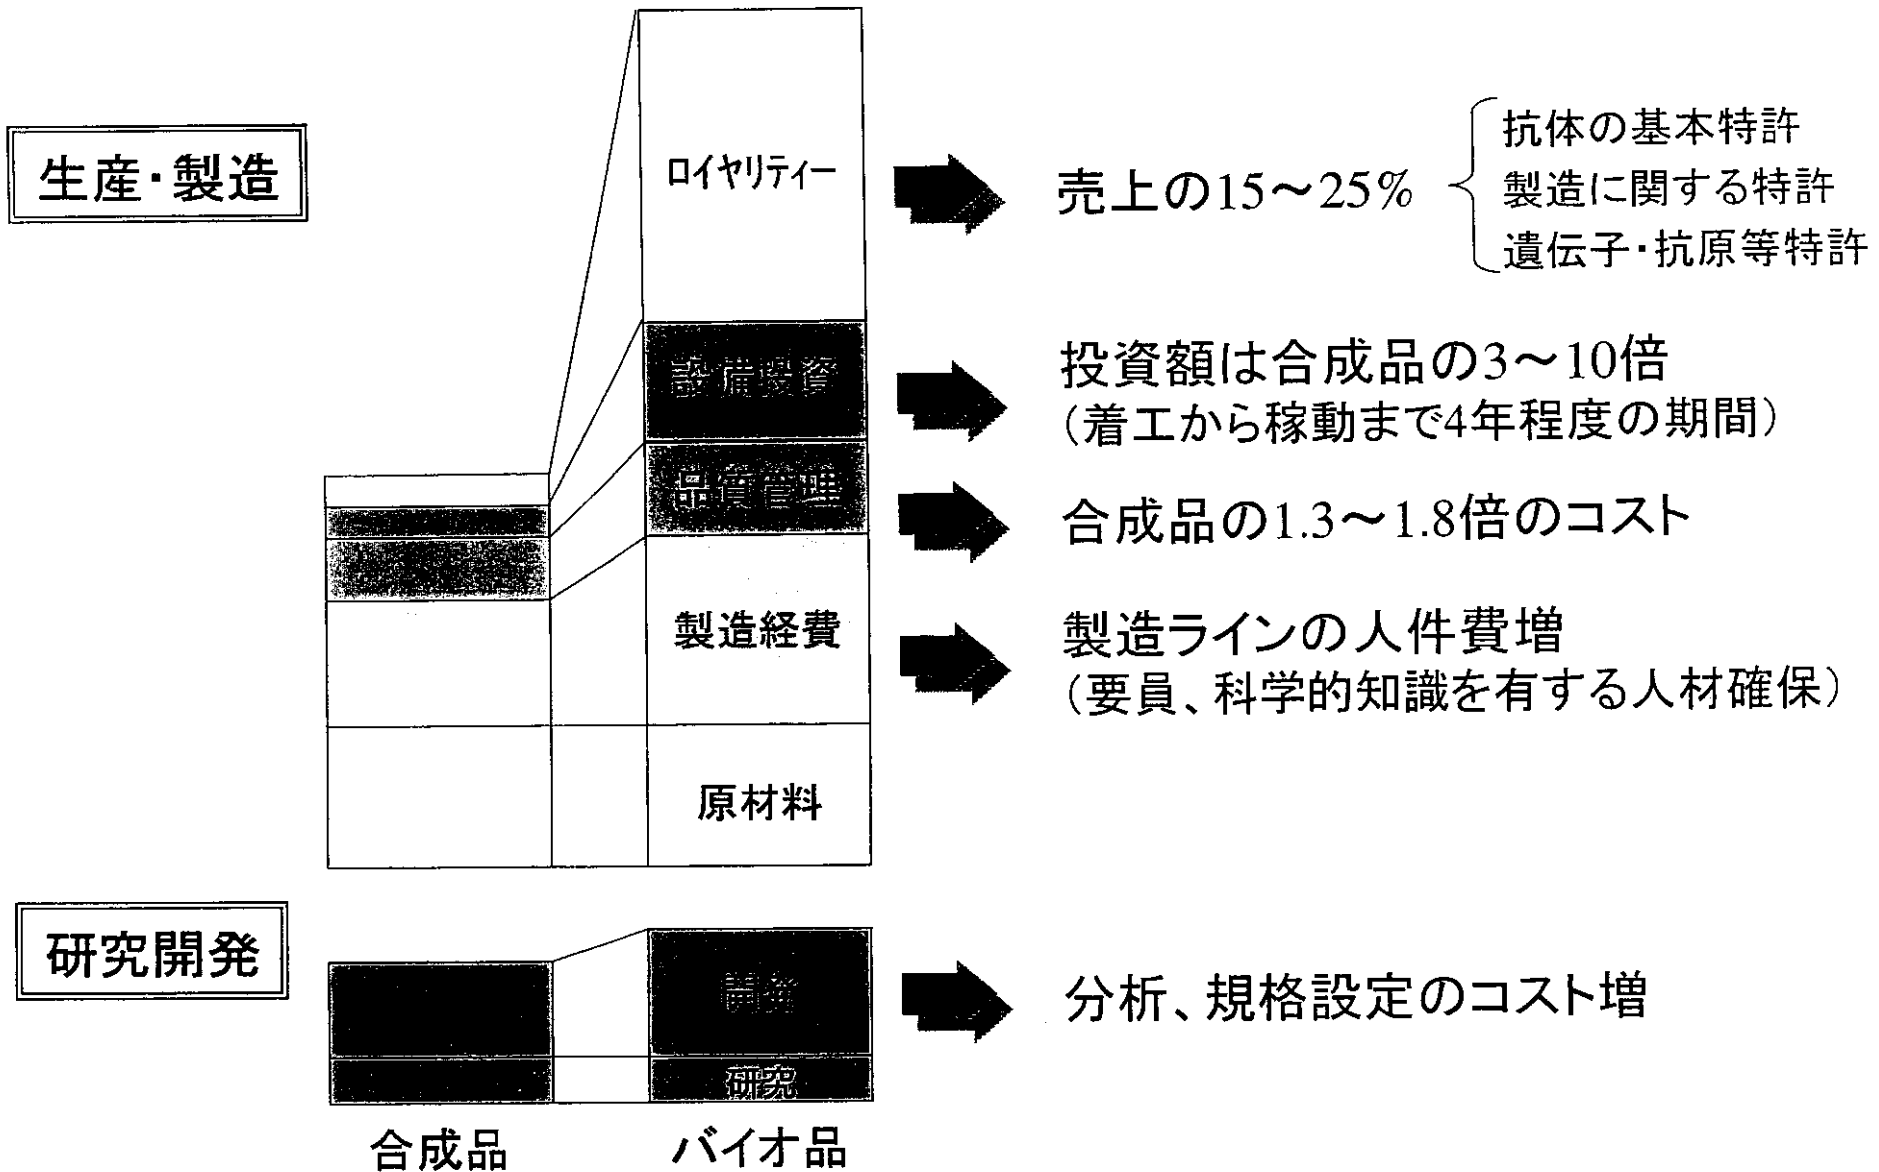 生産・製造
ロイヤリティー
売上の15～25%
抗体の基本特許
製造に関する特許
遺伝子・抗原等特許
設備投資
投資額は合成品の3～10倍
（着工から稼動まで4年程度の期間）
品質管理
合成品の1.3～1.8倍のコスト
製造経費
製造ラインの人件費増
（要員、科学的知識を有する人材確保）
原材料
研究開発
開発
分析、規格設定のコスト増
研究
合成品
バイオ品